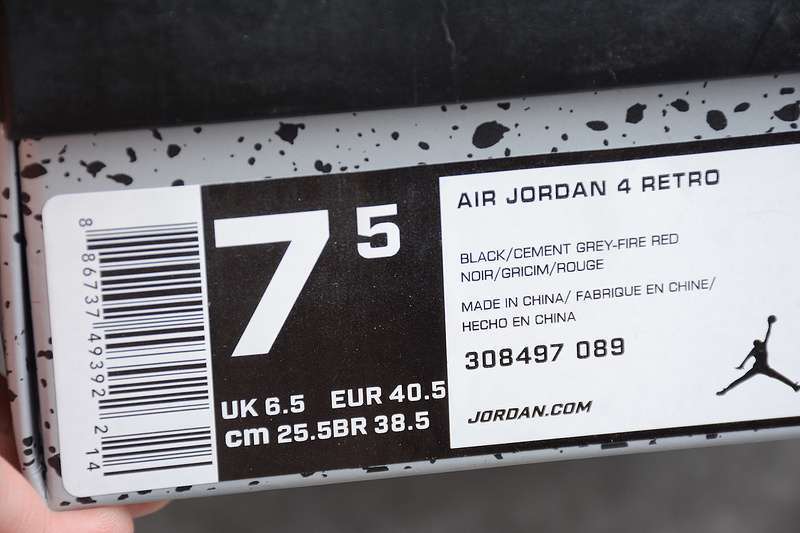 8 86737 49392 2 14
7 5
UK 6.5 EUR 40.5
cm 25.5BR 38.5
AIR JORDAN 4 RETRO
BLACK/CEMENT GREY-FIRE RED
NOIR/GRICIM/ROUGE
MADE IN CHINA/ FABRIQUE EN CHINE/
HECHO EN CHINA
308497 089
JORDAN.COM